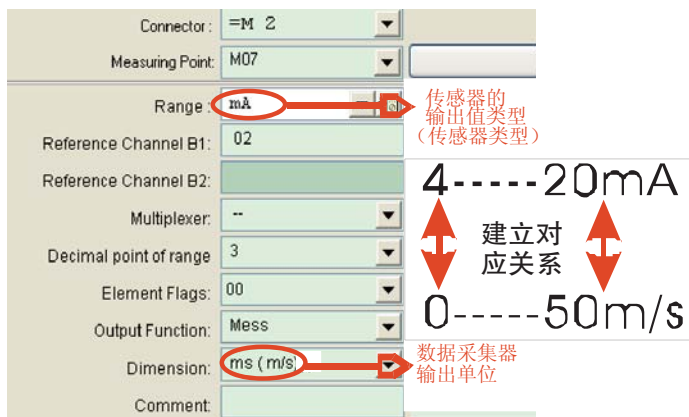 Connector : =M 2
Measuring Point: M07
Range : mA
传感器的
输出值类型
（传感器类型）
Reference Channel B1: 02
Reference Channel B2:
4-----20mA
Multiplexer: --
建立对
应关系
Decimal point of range 3
Element Flags: 00
0-----50m/s
Output Function: Mess
数据采集器
输出单位
Dimension: ms ( m/s)
Comment: